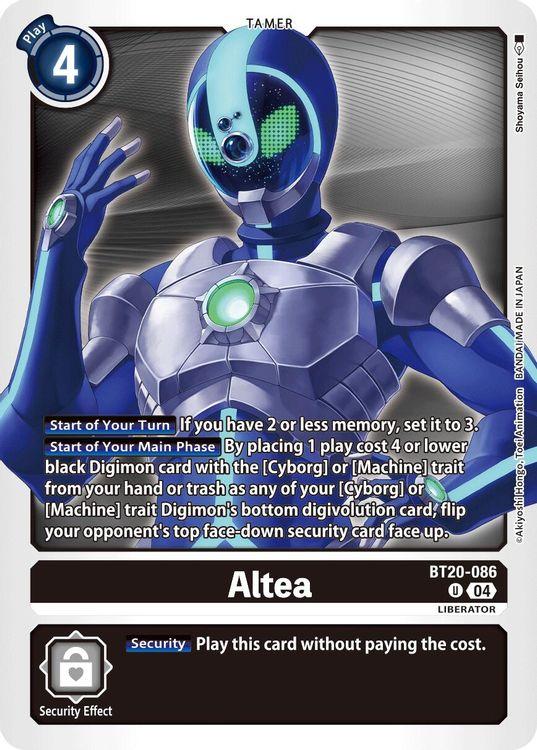 TAMER
Play
4
Shoyama Seihou
Start of Your Turn If you have 2 or less memory, set it to 3.
Start of Your Main Phase By placing 1 play cost 4 or lower
black Digimon card with the [Cyborg] or [Machine] trait
from your hand or trash as any of your [Cyborg] or
[Machine] trait Digimon's bottom digivolution card, flip
your opponent's top face-down security card face up.
©Akiyoshi Hongo, Toei Animation BANDAI MADE IN JAPAN
Altea
BT20-086
U 04
LIBERATOR
Security Play this card without paying the cost.
Security Effect